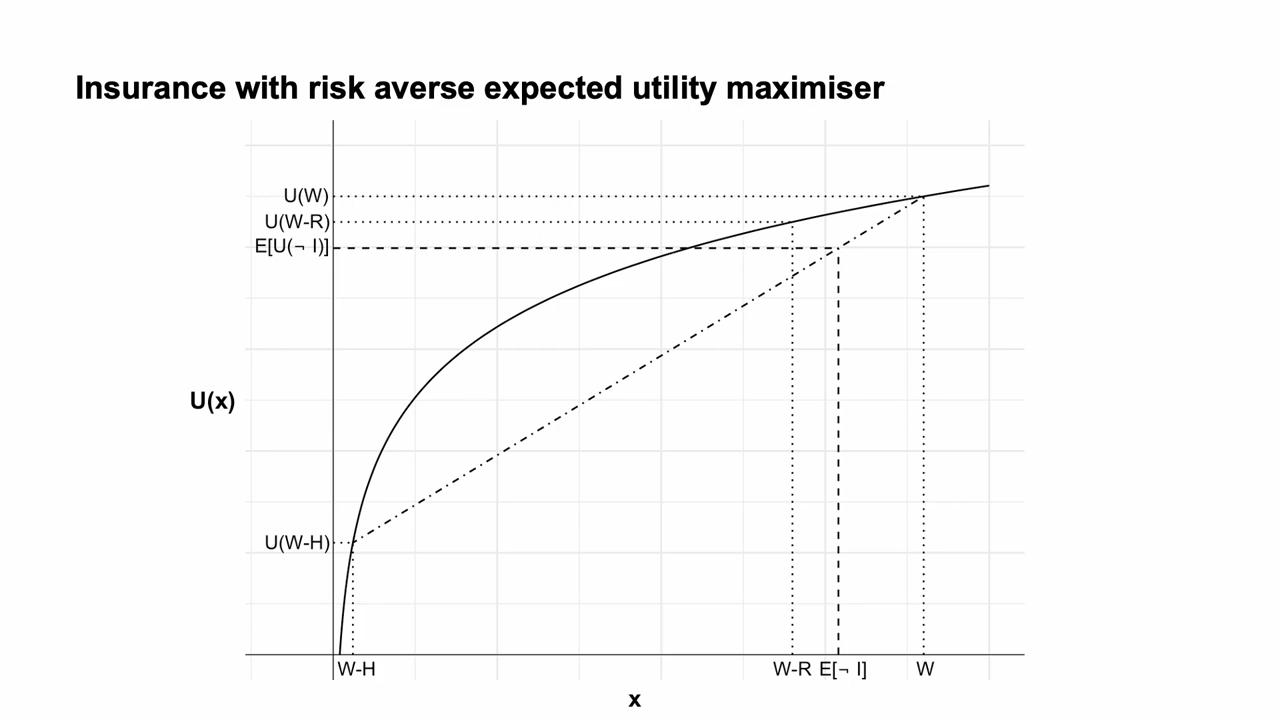 Insurance with risk averse expected utility maximiser
U(W)
U(W-R)
E[U(¬ I)]
U(x)
U(W-H)
W-H
W-R
E[¬ I]
W
x